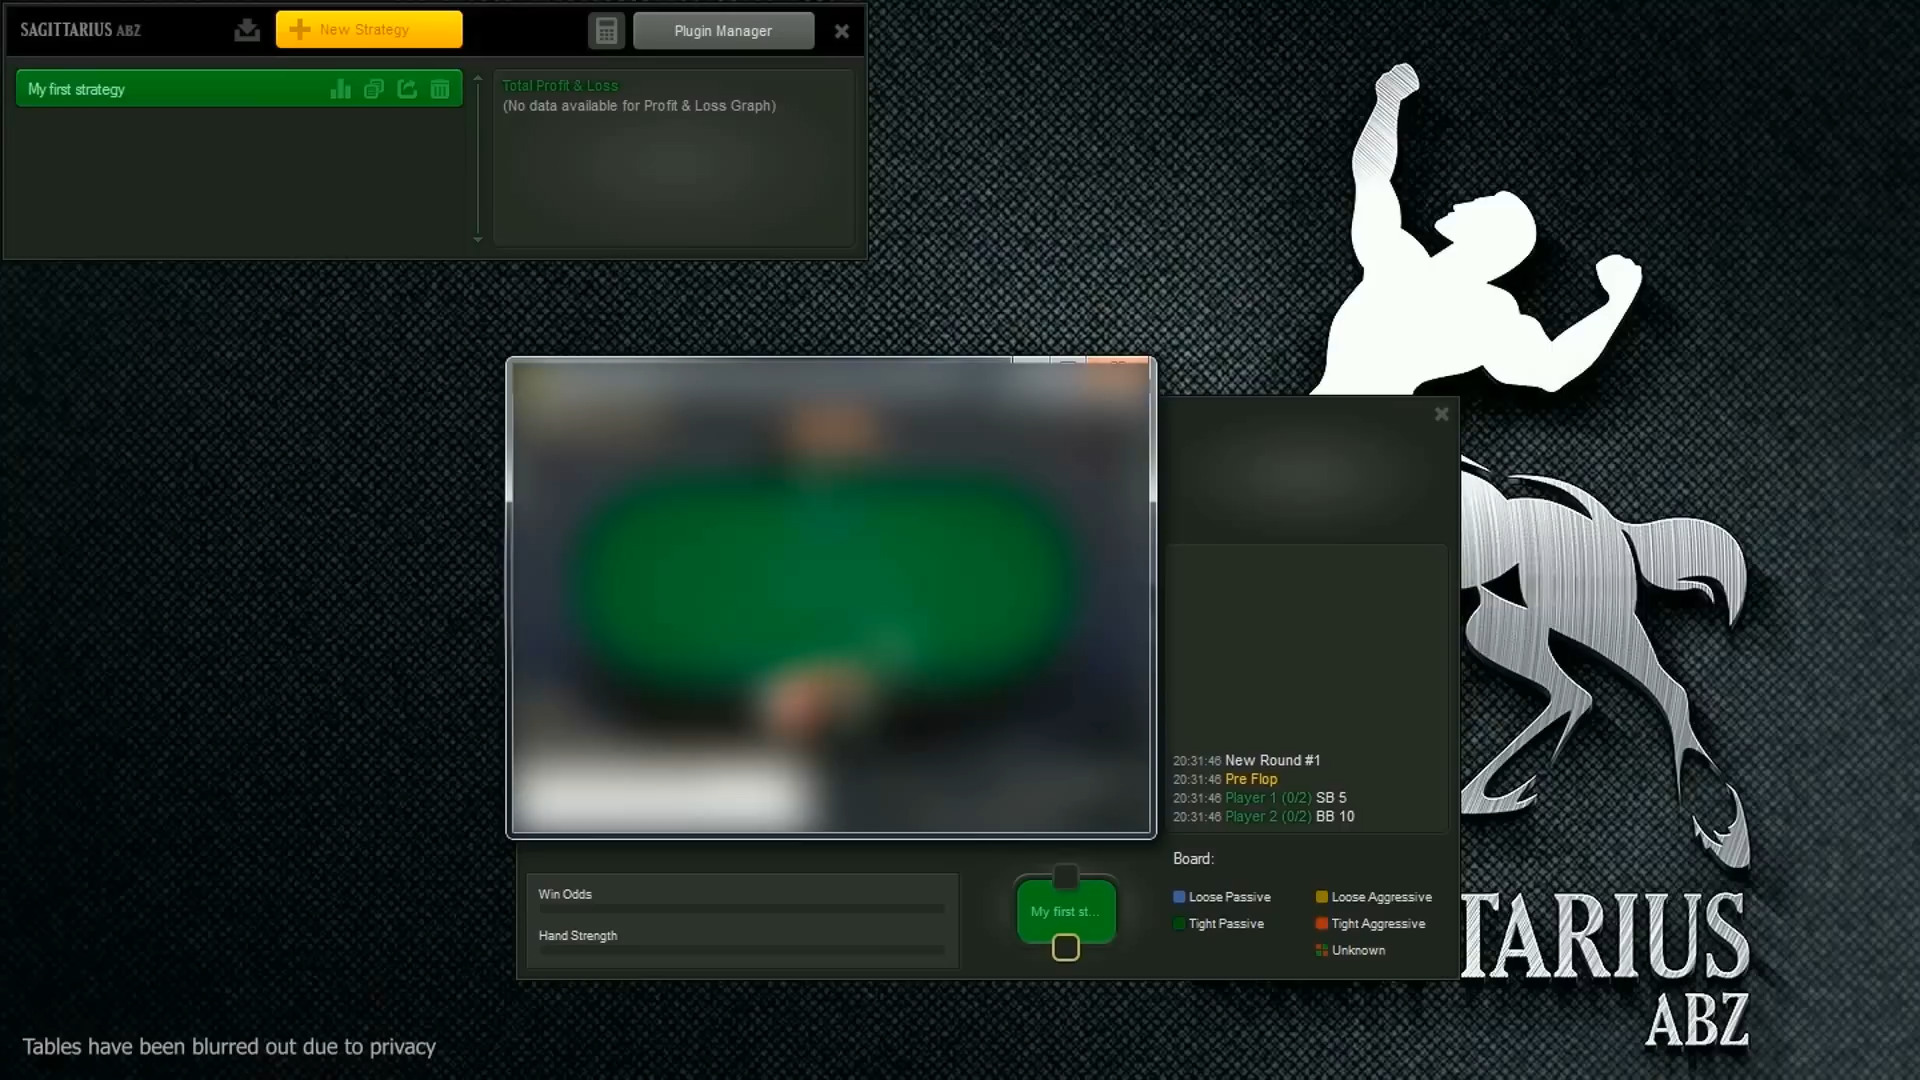 SAGITTARIUS ABZ
New Strategy
Plugin Manager
My first strategy
Total Profit & Loss
(No data available for Profit & Loss Graph)
20:31:46 New Round #1
20:31:46 Pre Flop
20:31:46 Player 1 (0/2) SB 5
20:31:46 Player 2 (0/2) BB 10
Board:
Win Odds
Hand Strength
My first st...
Loose Passive
Loose Aggressive
Tight Passive
Tight Aggressive
Unknown
TARIUS
ABZ
Tables have been blurred out due to privacy